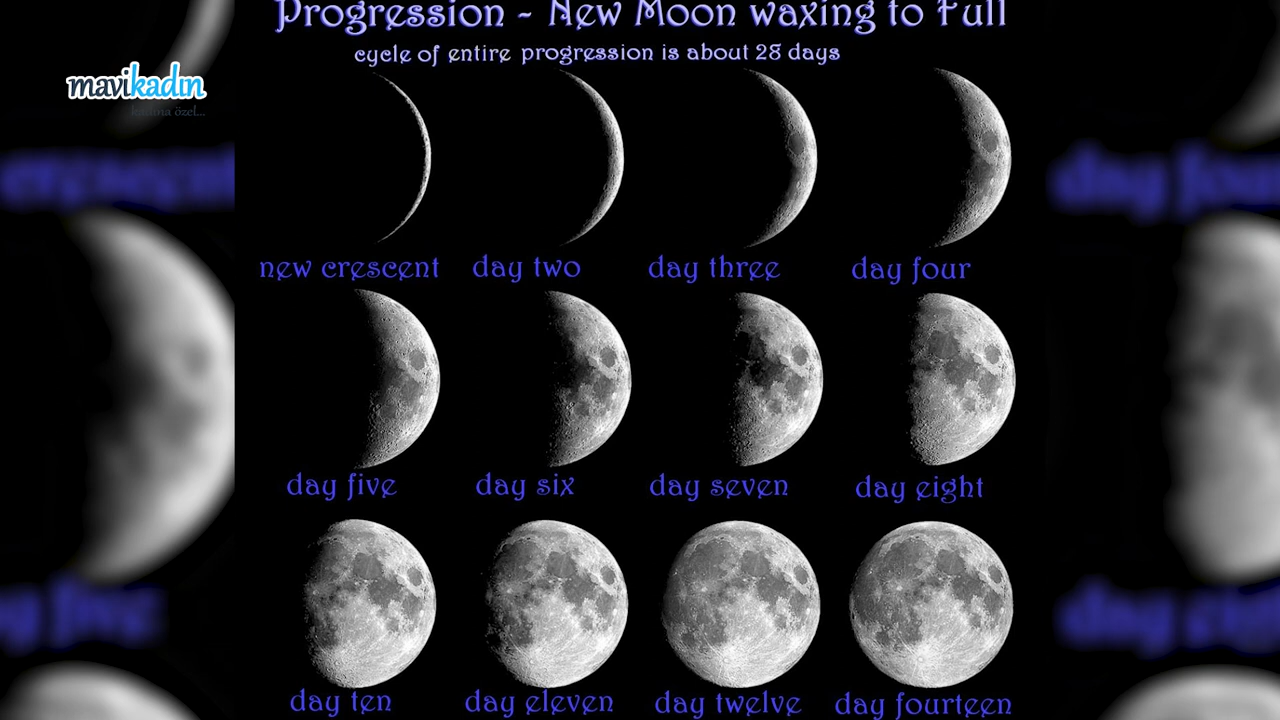 Progression - New Moon waxing to Full
cycle of entire progression is about 28 days
mavikadın
new crescent day two day three day four
day five day six day seven day eight
day ten day eleven day twelve day fourteen